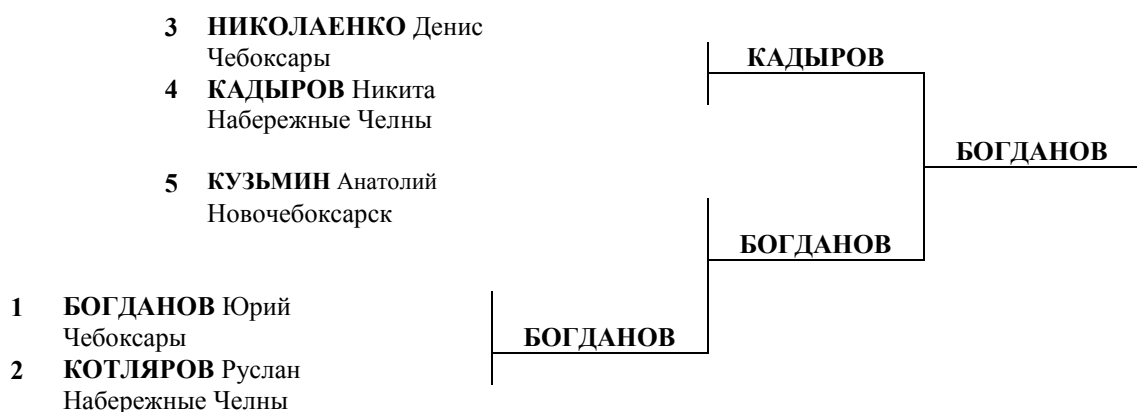 3 НИКОЛАЕНКО Денис
Чебоксары
КАДЫРОВ
4 КАДЫРОВ Никита
Набережные Челны
БОГДАНОВ
5 КУЗЬМИН Анатолий
Новочебоксарск
БОГДАНОВ
1 БОГДАНОВ Юрий
Чебоксары
БОГДАНОВ
2 КОТЛЯРОВ Руслан
Набережные Челны